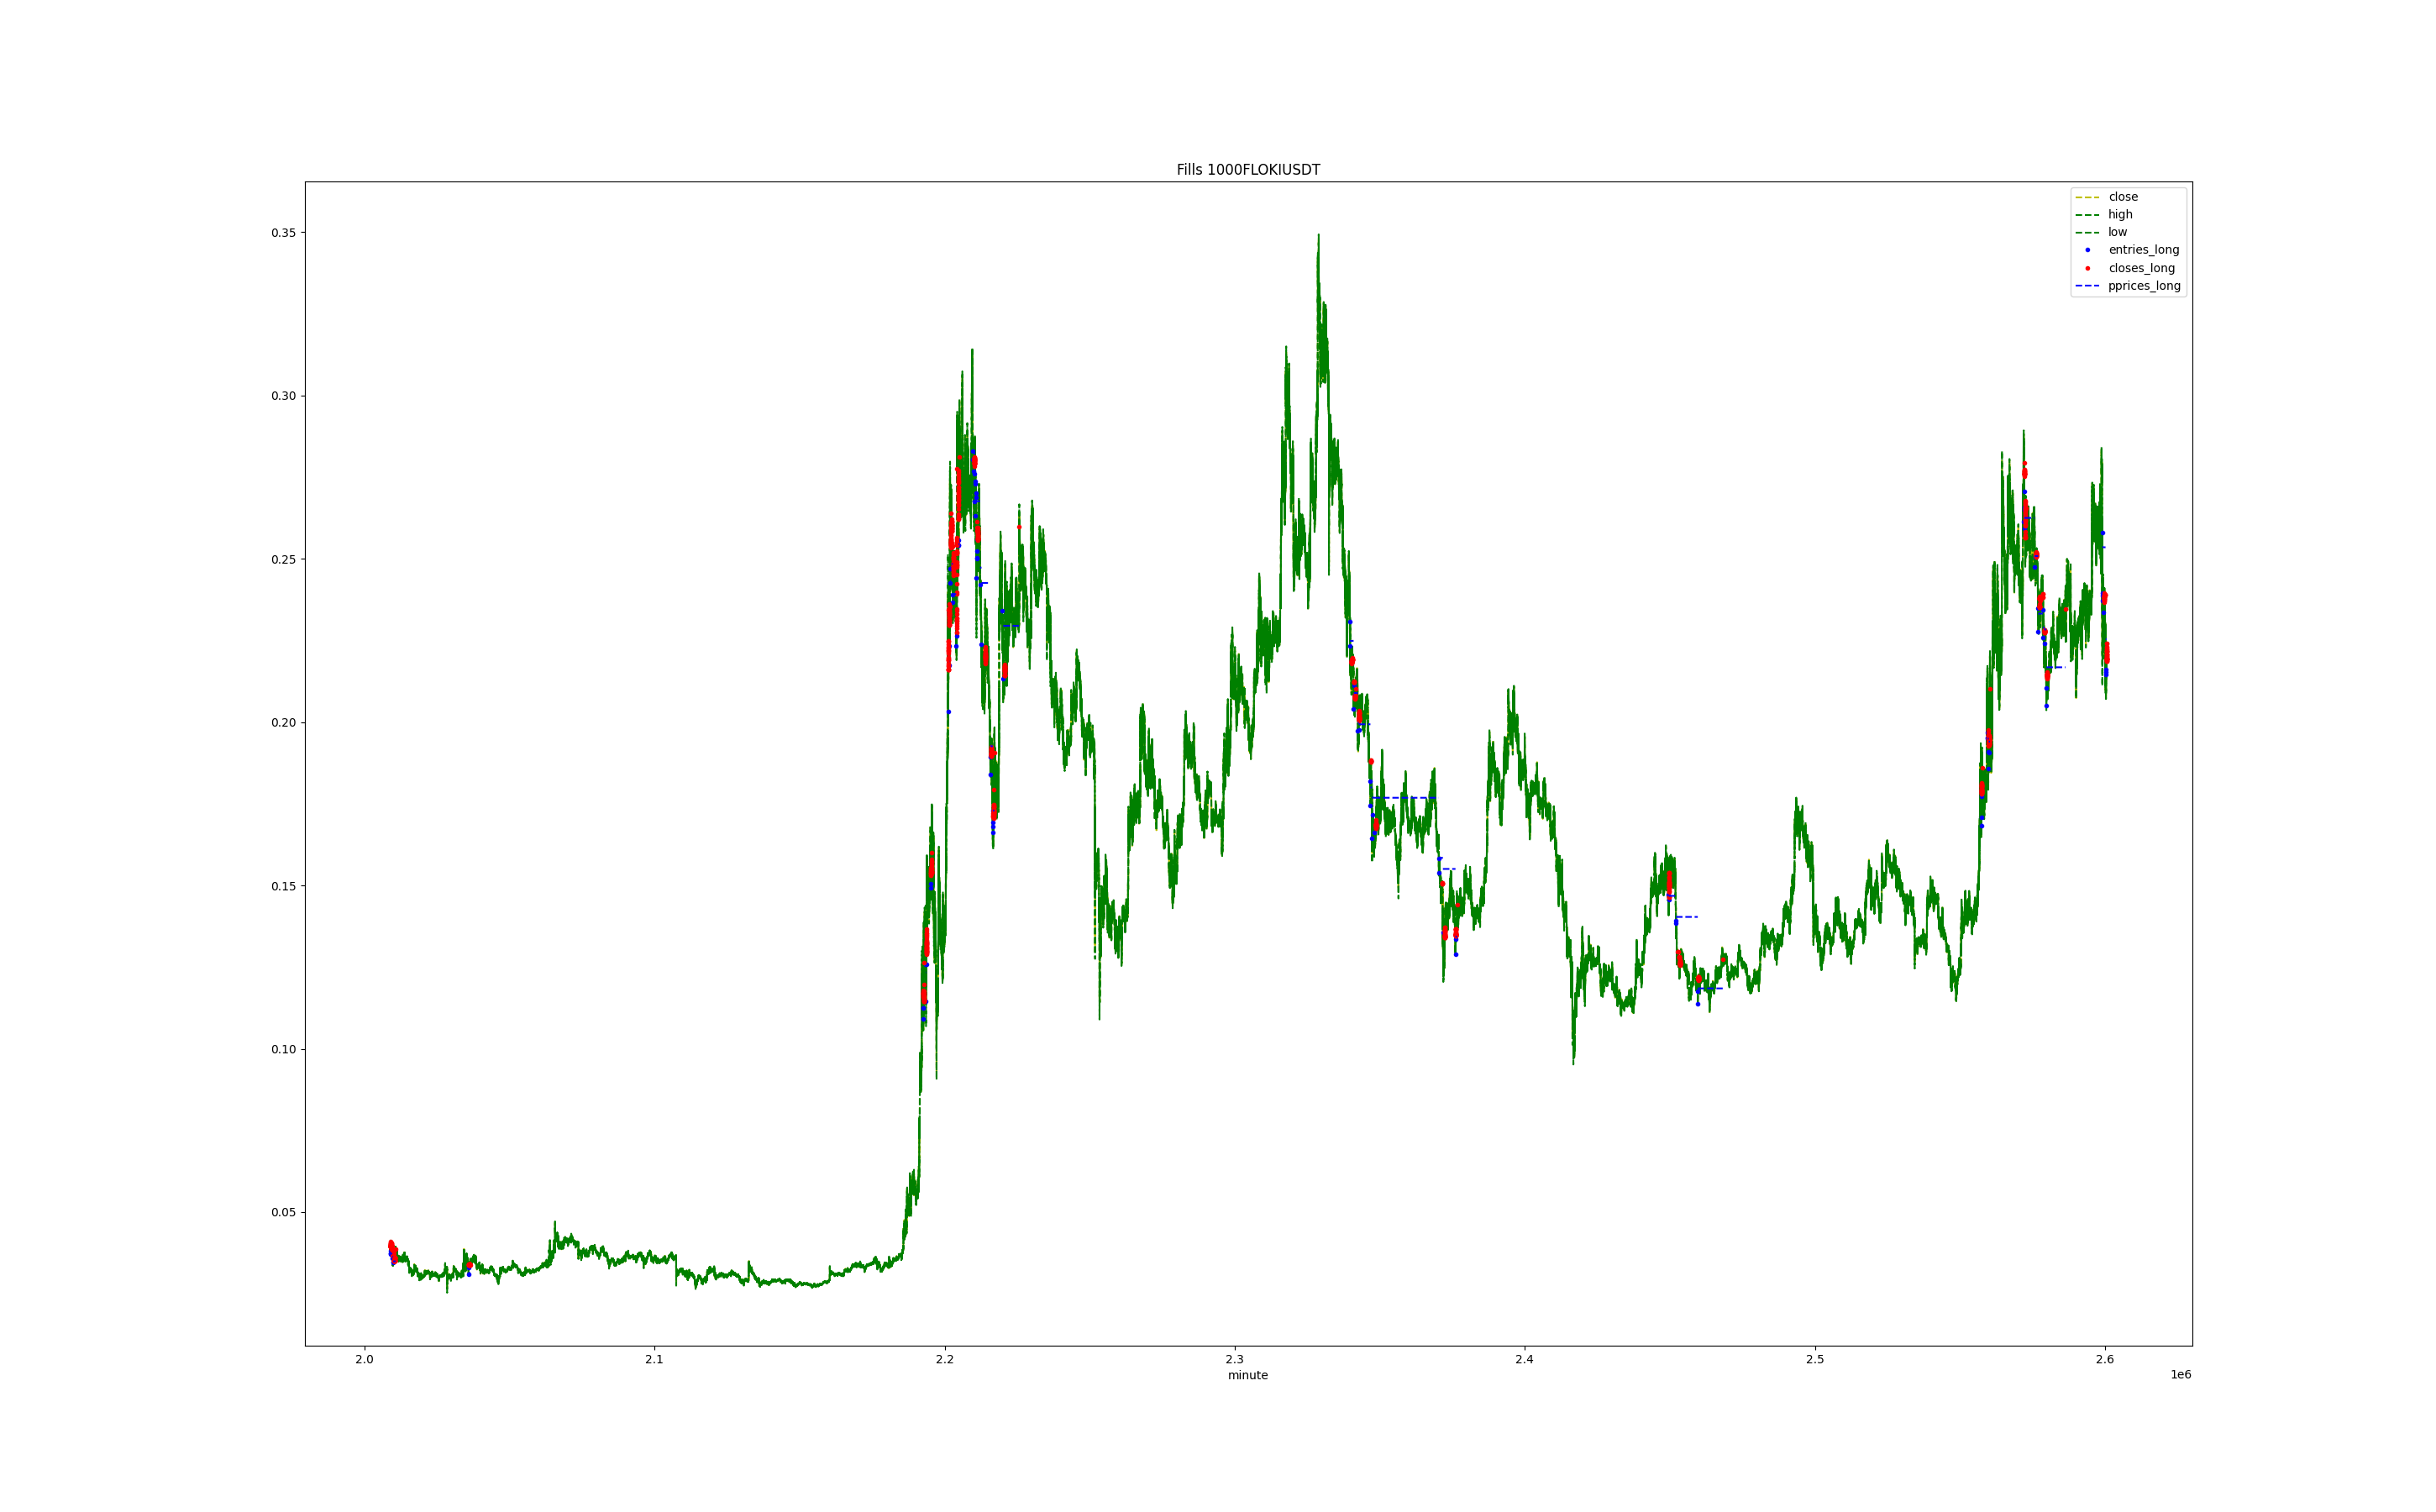 Fills 1000FLOKIUSDT
close
high
low
entries_long
closes_long
pprices_long
0.35
0.30
0.25
0.20
0.15
0.10
0.05
2.0 2.1 2.2 2.3 2.4 2.5 2.6
minute
1e6